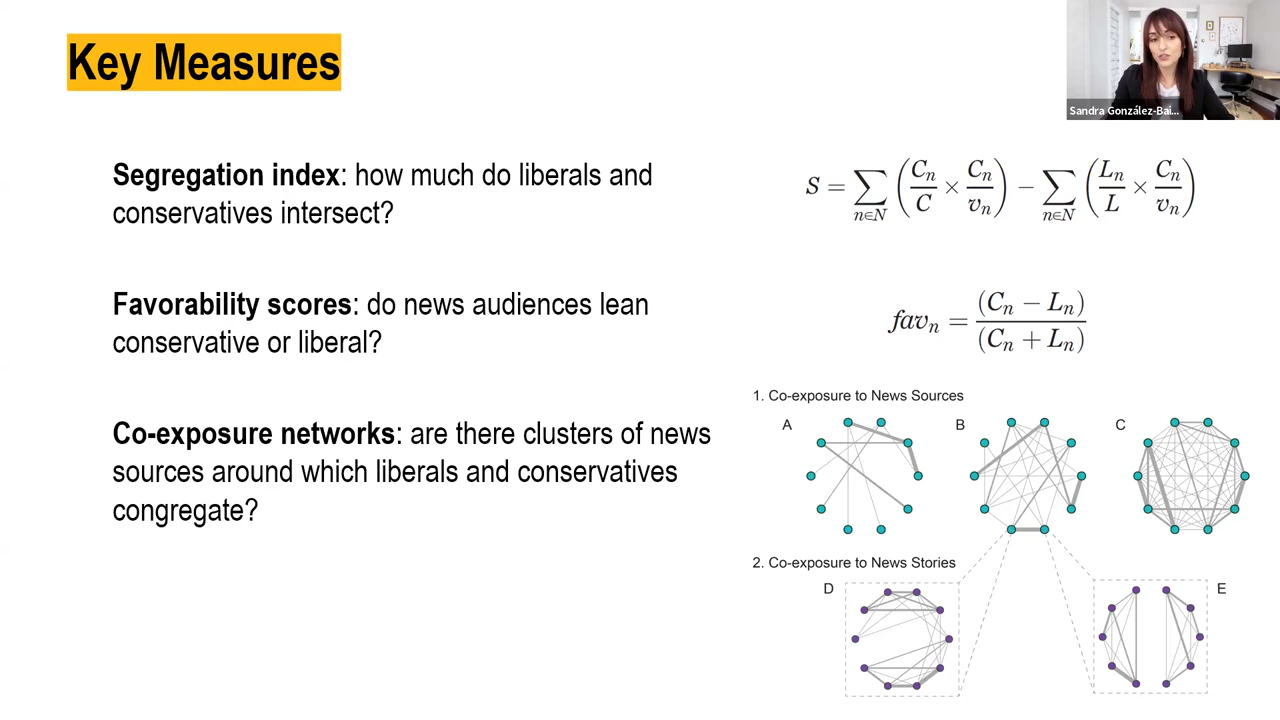 Key Measures
Sandra González-Bai...
Segregation index: how much do liberals and
conservatives intersect?
S = ∑_{n∈N} (C_n/C × C_n/v_n) − ∑_{n∈N} (L_n/L × C_n/v_n)
Favorability scores: do news audiences lean
conservative or liberal?
fav_n = (C_n − L_n)/(C_n + L_n)
Co-exposure networks: are there clusters of news
sources around which liberals and conservatives
congregate?
1. Co-exposure to News Sources
A
B
C
2. Co-exposure to News Stories
D
E